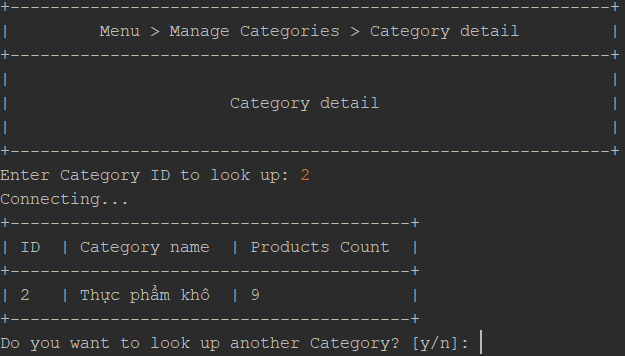 +------------------------------------------------------------+
|         Menu > Manage Categories > Category detail         |
+------------------------------------------------------------+
|                                                            |
|                      Category detail                       |
|                                                            |
+------------------------------------------------------------+
Enter Category ID to look up: 2
Connecting...
+----------------------------------------+
| ID  | Category name  | Products Count  |
+----------------------------------------+
| 2   | Thực phẩm khô  | 9               |
+----------------------------------------+
Do you want to look up another Category? [y/n]: